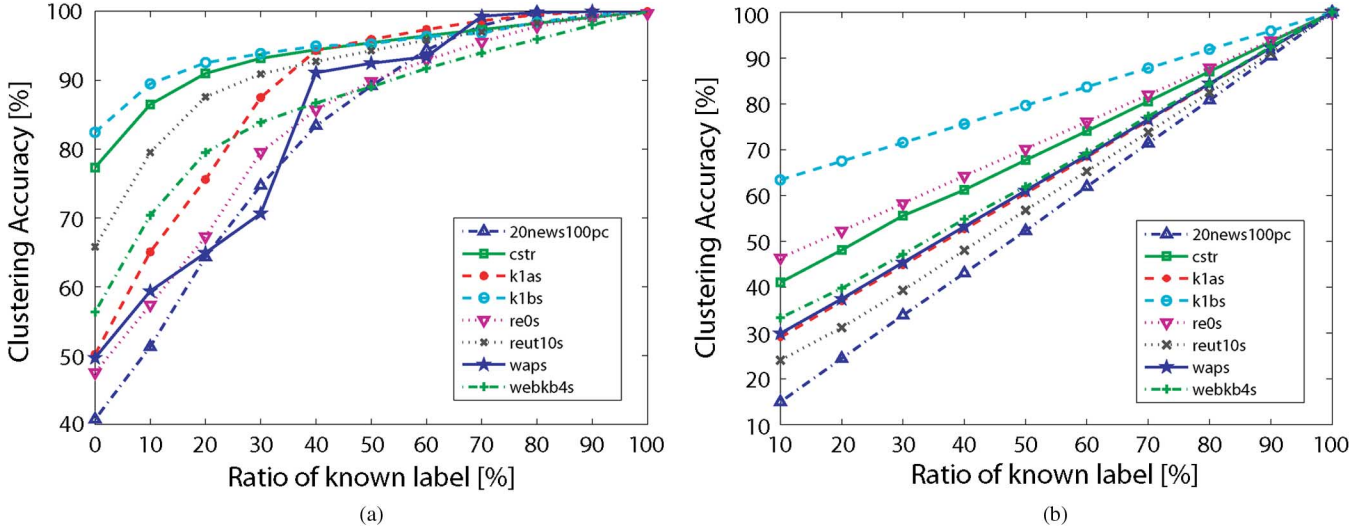 Clustering Accuracy [%]
100
90
80
70
60
50
40
0 10 20 30 40 50 60 70 80 90 100
Ratio of known label [%]
20news100pc
cstr
k1as
k1bs
re0s
reut10s
waps
webkb4s
(a)
Clustering Accuracy [%]
100
90
80
70
60
50
40
30
20
10
10 20 30 40 50 60 70 80 90 100
Ratio of known label [%]
20news100pc
cstr
k1as
k1bs
re0s
reut10s
waps
webkb4s
(b)